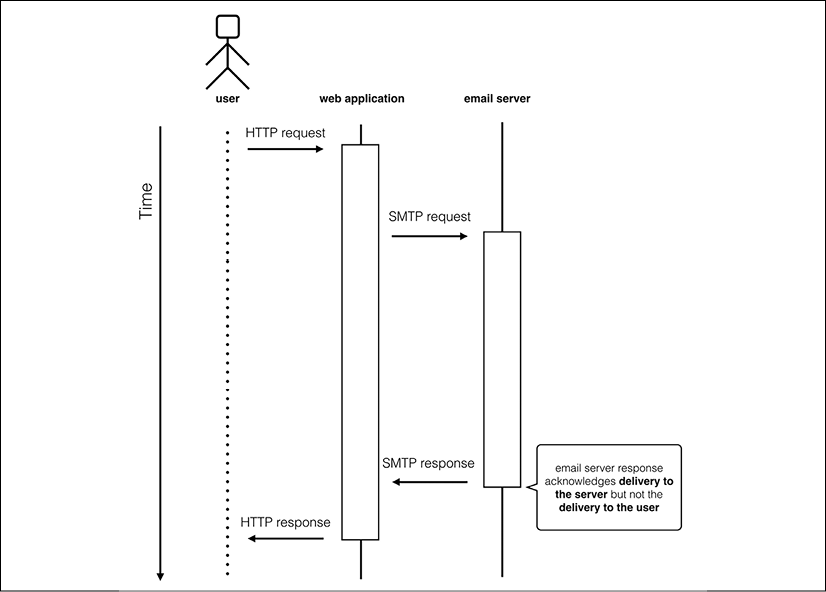 user
web application
email server
HTTP request
Time
SMTP request
SMTP response
email server response
acknowledges delivery to
the server but not the
delivery to the user
HTTP response